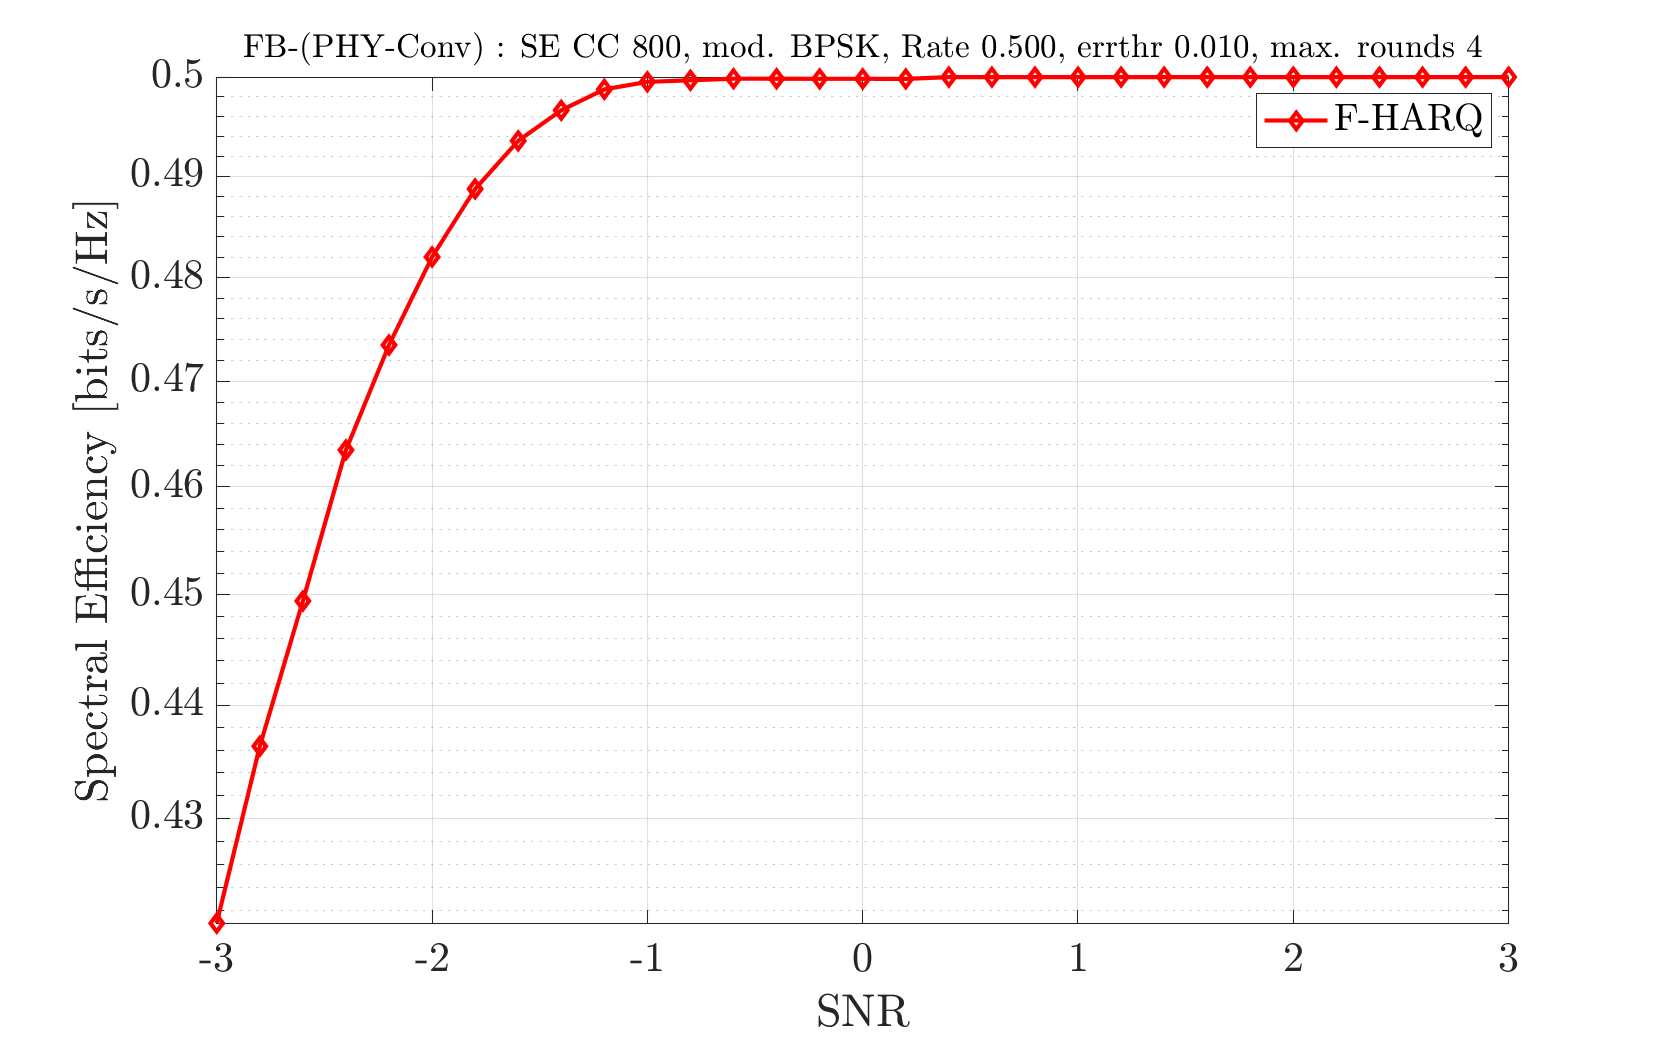 FB-(PHY-Conv) : SE CC 800, mod. BPSK, Rate 0.500, errthr 0.010, max. rounds 4
0.5
0.49
0.48
0.47
0.46
0.45
0.44
0.43
Spectral Efficiency [bits/s/Hz]
F-HARQ
-3 -2 -1 0 1 2 3
SNR